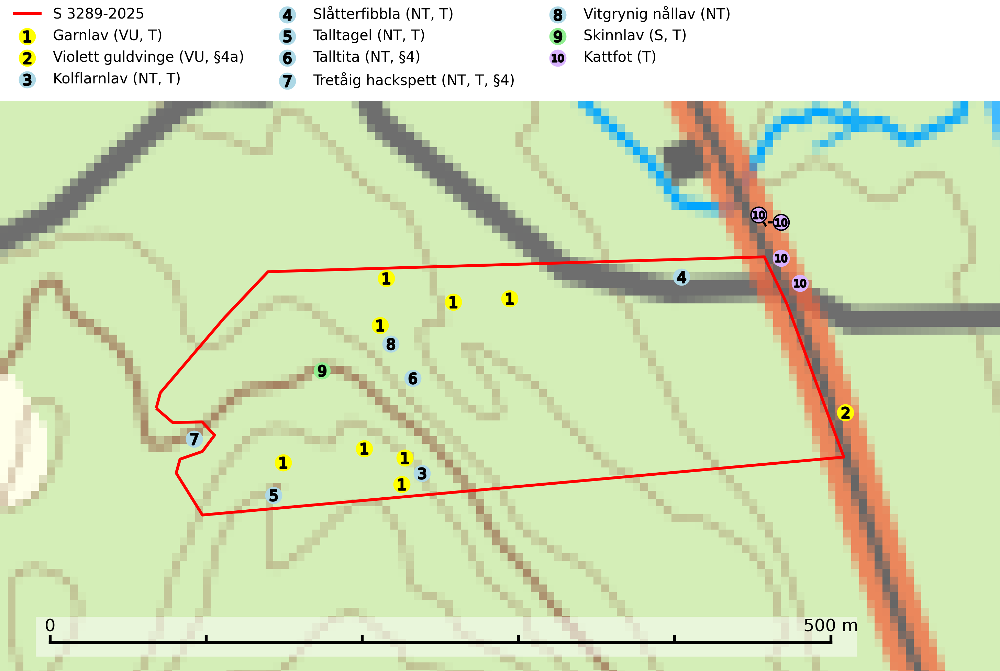 S 3289-2025
1 Garnlav (VU, T)
2 Violett guldvinge (VU, §4a)
3 Kolflarnlav (NT, T)
4 Slåtterfibbla (NT, T)
5 Talltagel (NT, T)
6 Talltita (NT, §4)
7 Tretåig hackspett (NT, T, §4)
8 Vitgrynig nållav (NT)
9 Skinnlav (S, T)
10 Kattfot (T)
10
10
10
1
4
10
1
1
1
8
9
6
2
7
1
1
1
3
1
5
0
500 m